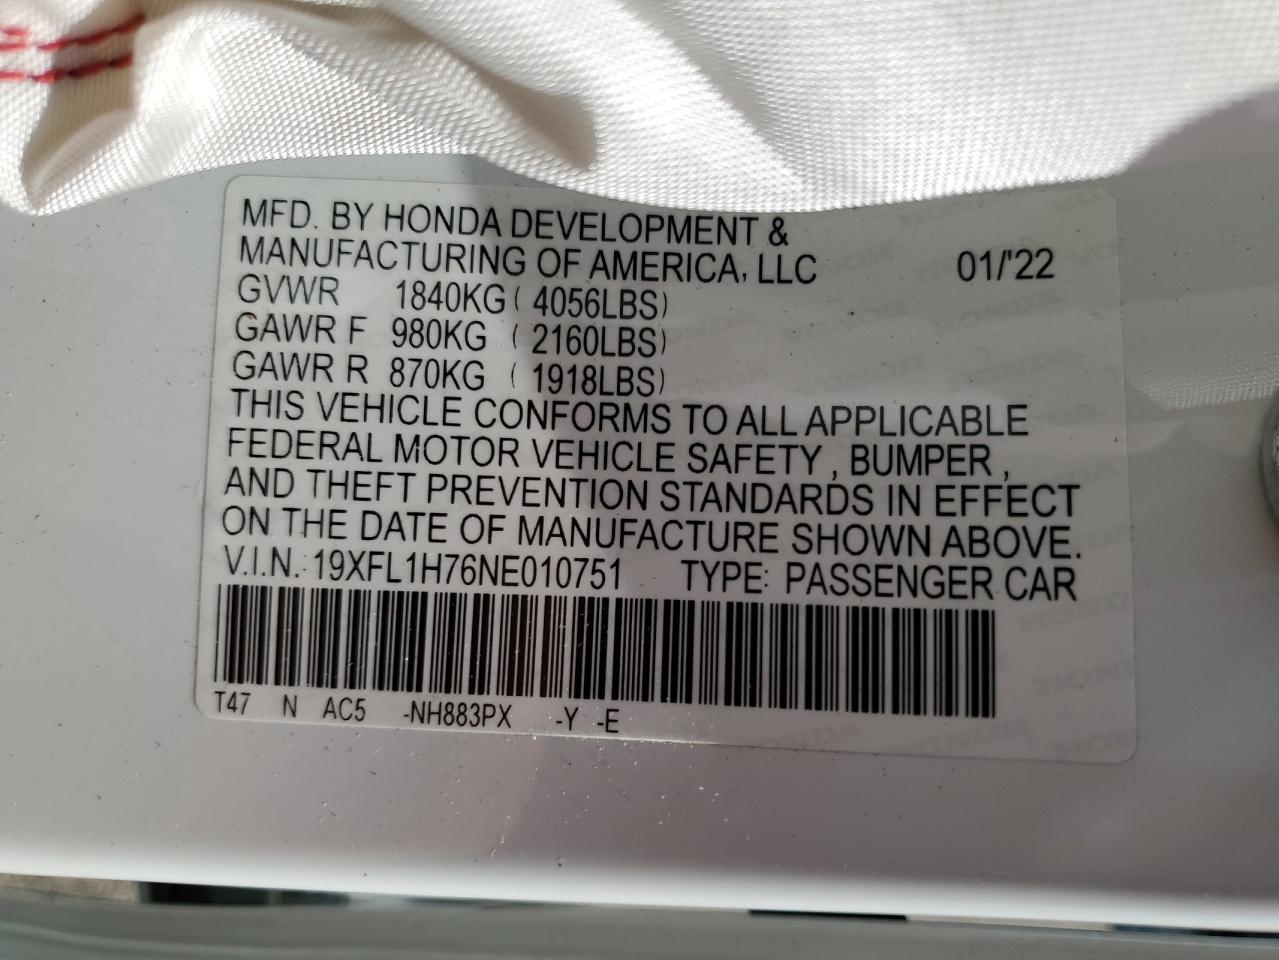 MFD. BY HONDA DEVELOPMENT &
MANUFACTURING OF AMERICA, LLC 01/'22
GVWR 1840KG ( 4056LBS)
GAWR F 980KG ( 2160LBS)
GAWR R 870KG ( 1918LBS)
THIS VEHICLE CONFORMS TO ALL APPLICABLE
FEDERAL MOTOR VEHICLE SAFETY , BUMPER ,
AND THEFT PREVENTION STANDARDS IN EFFECT
ON THE DATE OF MANUFACTURE SHOWN ABOVE.
V.I.N.: 19XFL1H76NE010751 TYPE: PASSENGER CAR
T47 N AC5 -NH883PX -Y -E